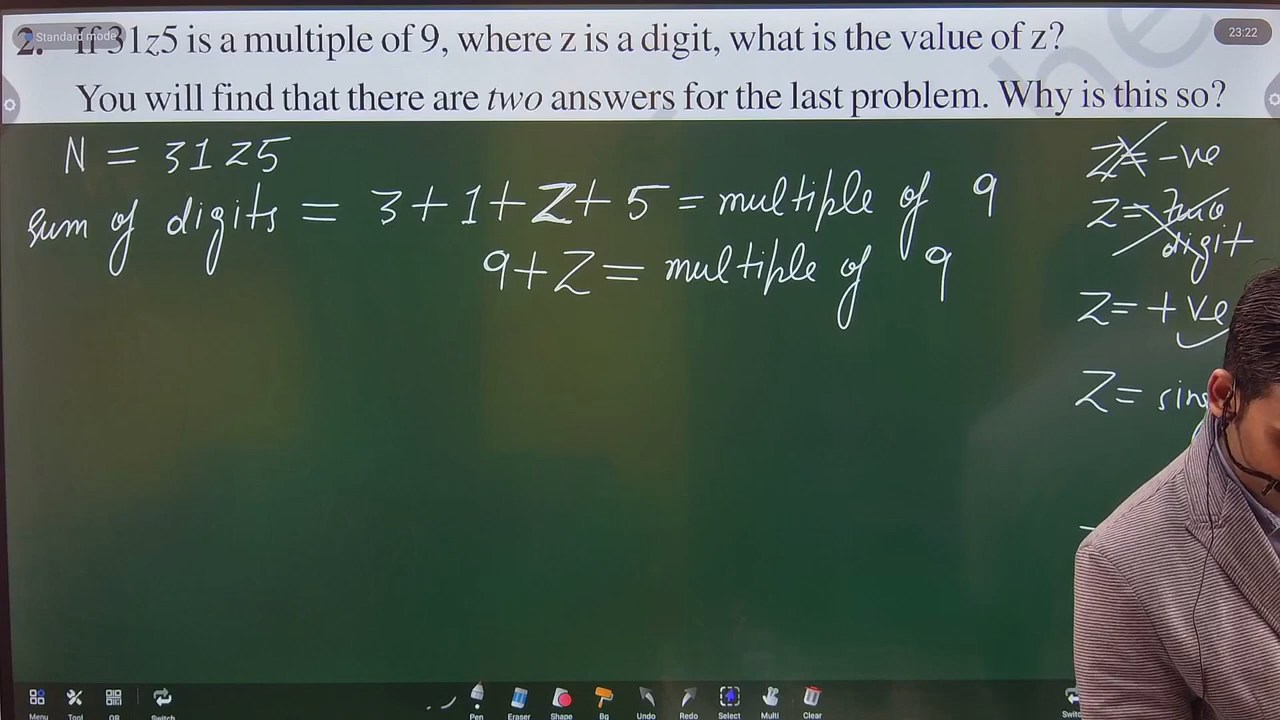 Standard mode
23:22
2. If 31z5 is a multiple of 9, where z is a digit, what is the value of z?
You will find that there are two answers for the last problem. Why is this so?
N = 31Z5
Sum of digits = 3+1+Z+5 = multiple of 9
9+Z = multiple of 9
Z = -ve
Z = Two digit
Z = +ve
Z = sing
Menu
Tool
QR
Switch
Pen
Eraser
Shape
Bg
Undo
Redo
Select
Multi
Clear
Switc